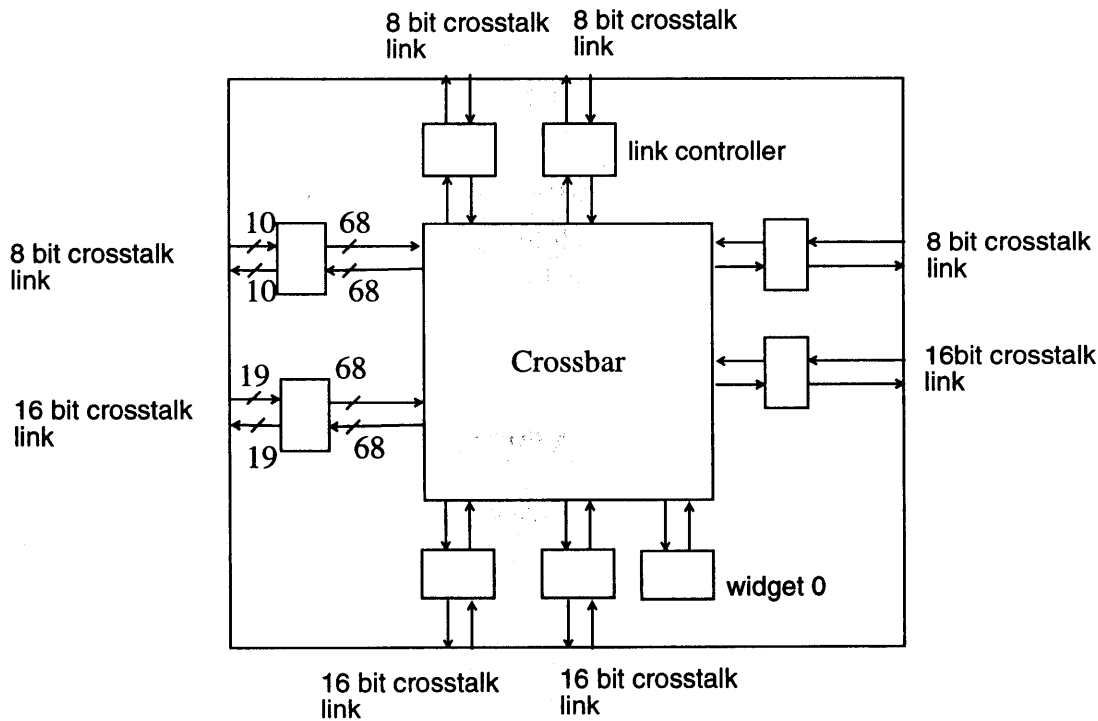 8 bit crosstalk
link
8 bit crosstalk
link
link controller
10
68
8 bit crosstalk
link
10
68
8 bit crosstalk
link
Crossbar
19
68
16 bit crosstalk
link
19
68
16bit crosstalk
link
widget 0
16 bit crosstalk
link
16 bit crosstalk
link